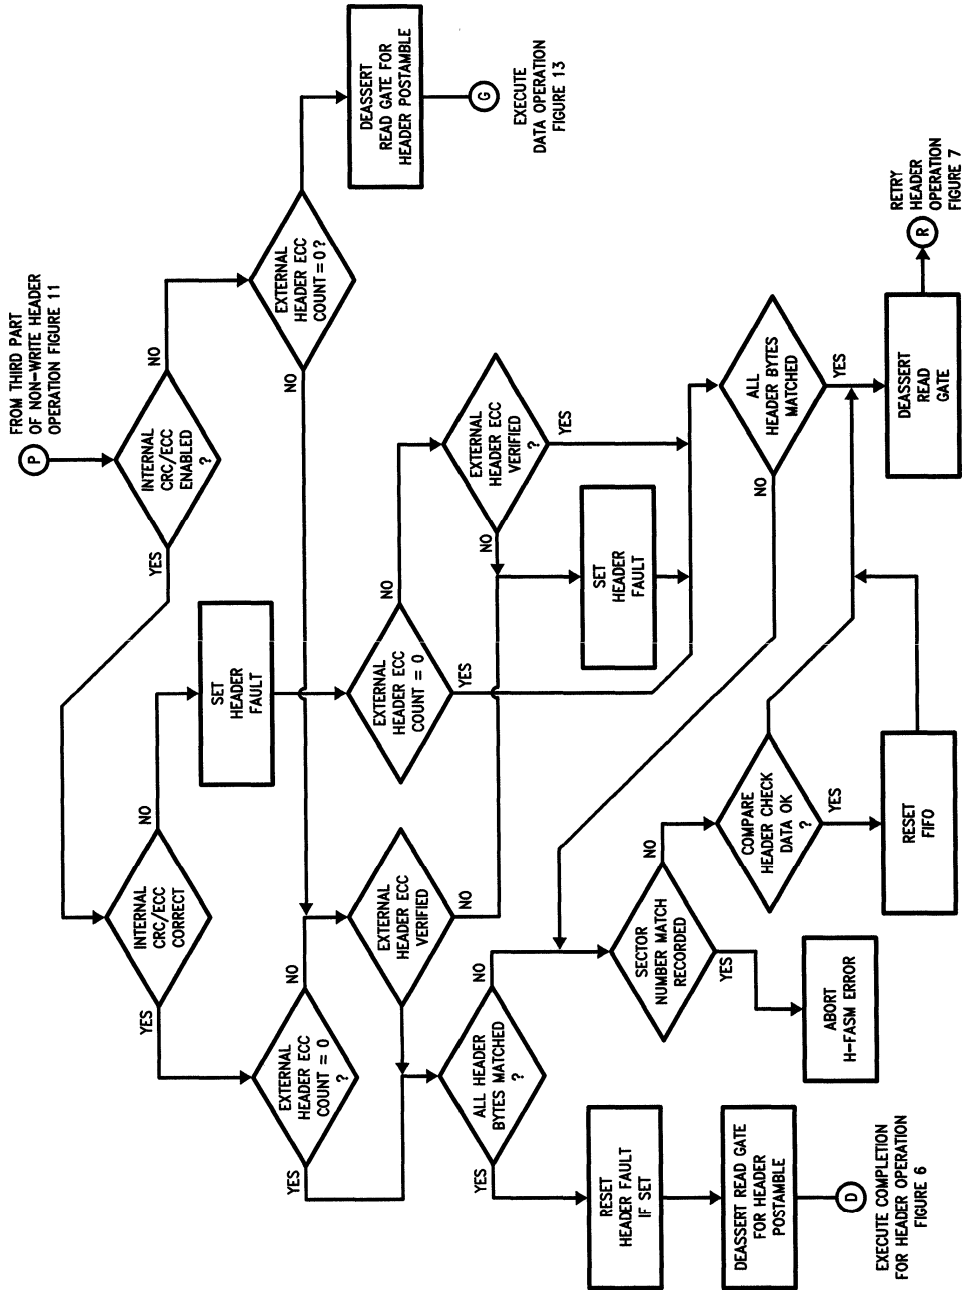 FROM THIRD PART
OF NON-WRITE HEADER
OPERATION FIGURE 11
P
INTERNAL
CRC/ECC
ENABLED
?
YES
NO
INTERNAL
CRC/ECC
CORRECT
YES
NO
SET
HEADER
FAULT
EXTERNAL
HEADER ECC
COUNT = 0?
NO
DEASSERT
READ GATE FOR
HEADER POSTAMBLE
G
EXECUTE
DATA OPERATION
FIGURE 13
EXTERNAL
HEADER ECC
COUNT = 0
?
YES
NO
EXTERNAL
HEADER ECC
VERIFIED
NO
EXTERNAL
HEADER ECC
COUNT = 0
NO
YES
EXTERNAL
HEADER ECC
VERIFIED
?
NO
YES
SET
HEADER
FAULT
ALL HEADER
BYTES MATCHED
?
YES
NO
SECTOR
NUMBER MATCH
RECORDED
NO
YES
COMPARE
HEADER CHECK
DATA OK
?
YES
ALL
HEADER BYTES
MATCHED
NO
YES
RESET
HEADER FAULT
IF SET
DEASSERT READ GATE
FOR HEADER
POSTAMBLE
D
EXECUTE COMPLETION
FOR HEADER OPERATION
FIGURE 6
ABORT
H-FASM ERROR
RESET
FIFO
DEASSERT
READ
GATE
R
RETRY
HEADER
OPERATION
FIGURE 7